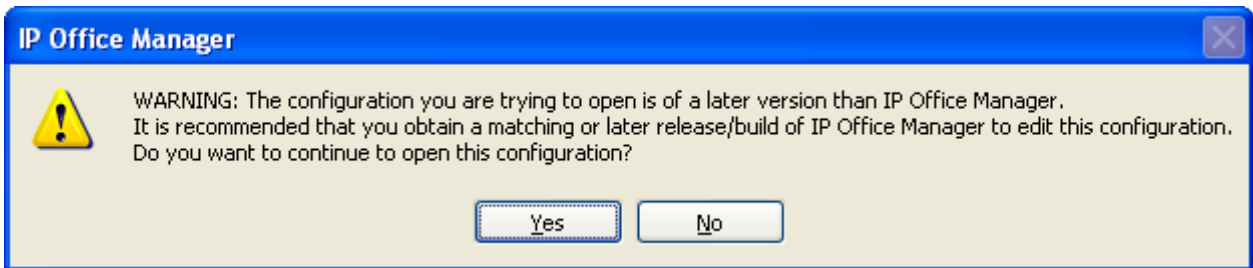 IP Office Manager
WARNING: The configuration you are trying to open is of a later version than IP Office Manager.
It is recommended that you obtain a matching or later release/build of IP Office Manager to edit this configuration.
Do you want to continue to open this configuration?
Yes
No